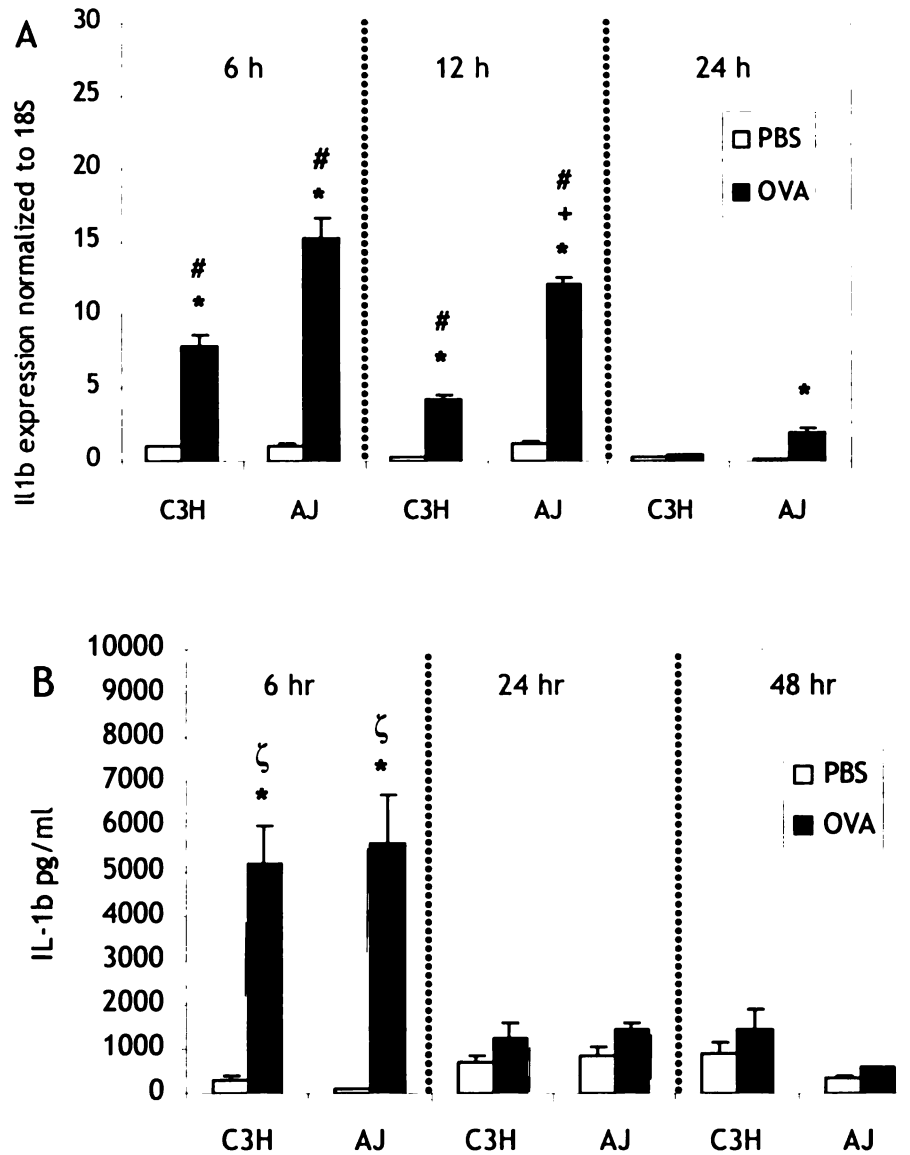 A
Il1b expression normalized to 18S
30
25
20
15
10
5
0
6 h
12 h
24 h
PBS
OVA
#
*
#
*
#
*
#
+
*
*
C3H AJ C3H AJ C3H AJ
B
IL-1b pg/ml
10000
9000
8000
7000
6000
5000
4000
3000
2000
1000
0
6 hr
24 hr
48 hr
PBS
OVA
ζ
*
ζ
*
C3H AJ C3H AJ C3H AJ